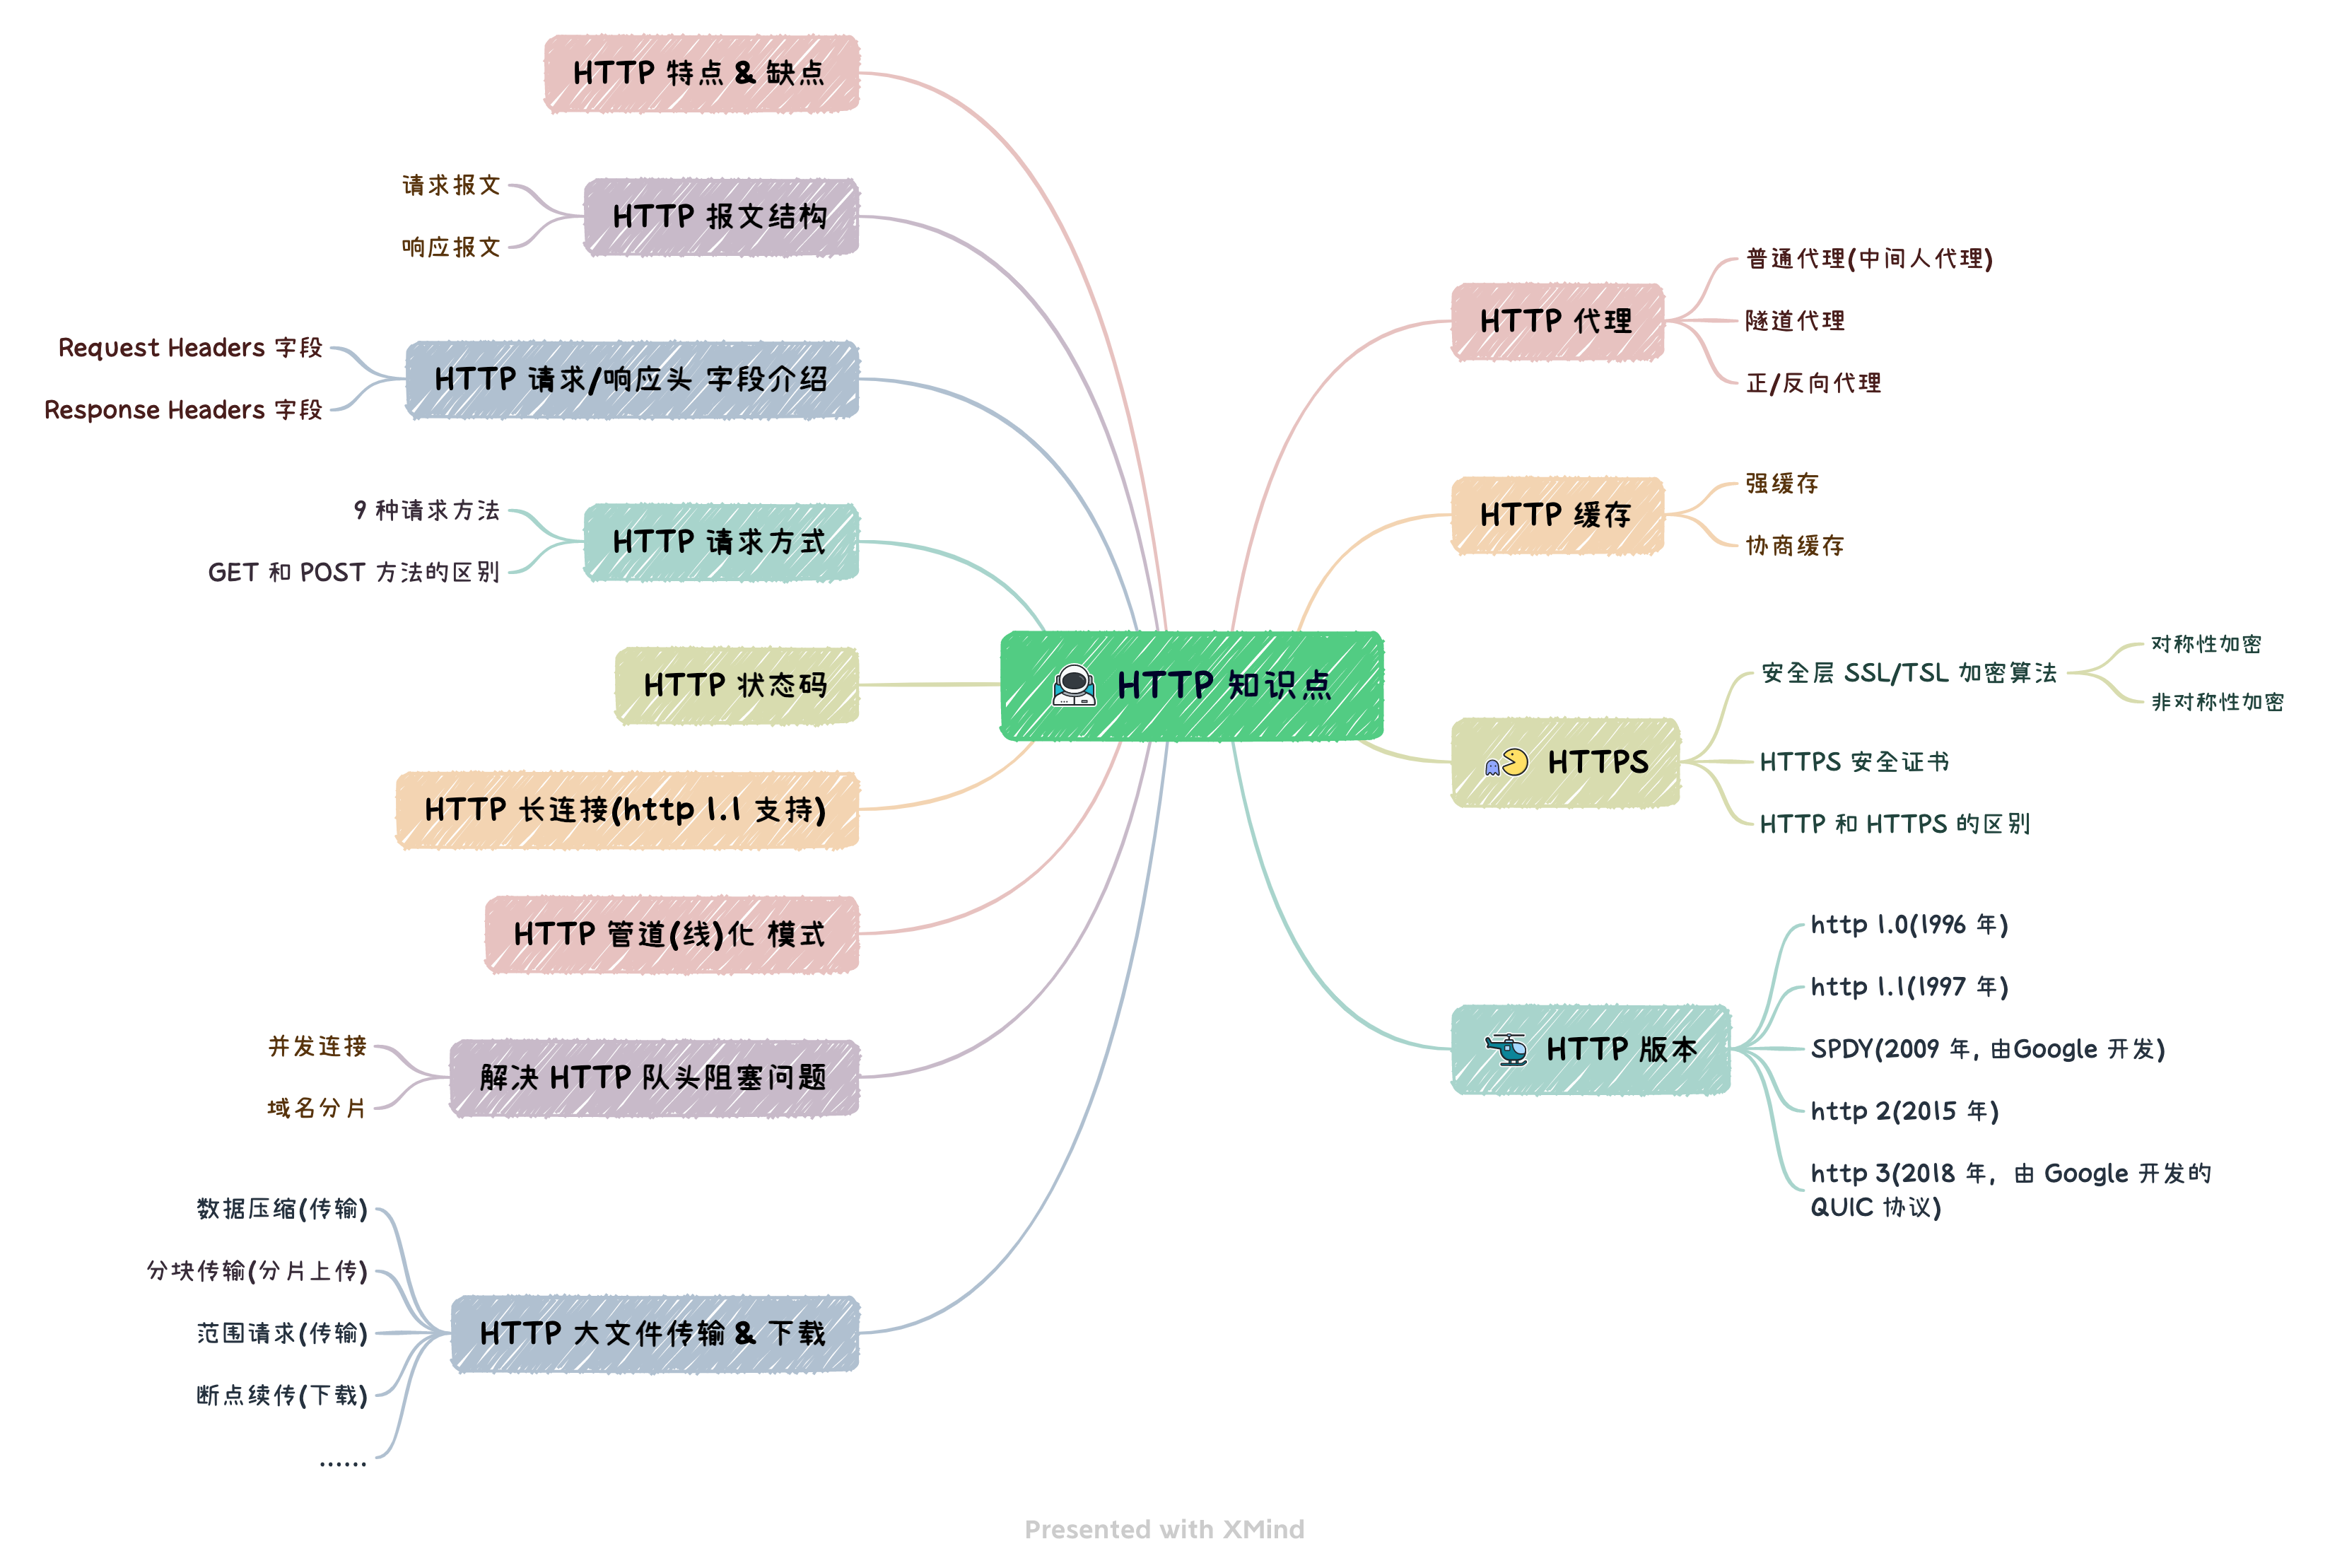 HTTP 知识点
HTTP 特点 & 缺点
HTTP 报文结构
请求报文
响应报文
HTTP 请求/响应头 字段介绍
Request Headers 字段
Response Headers 字段
HTTP 请求方式
9 种请求方法
GET 和 POST 方法的区别
HTTP 状态码
HTTP 长连接(http 1.1 支持)
HTTP 管道(线)化 模式
解决 HTTP 队头阻塞问题
并发连接
域名分片
HTTP 大文件传输 & 下载
数据压缩(传输)
分块传输(分片上传)
范围请求(传输)
断点续传(下载)
......
HTTP 代理
普通代理(中间人代理)
隧道代理
正/反向代理
HTTP 缓存
强缓存
协商缓存
HTTPS
安全层 SSL/TSL 加密算法
对称性加密
非对称性加密
HTTPS 安全证书
HTTP 和 HTTPS 的区别
HTTP 版本
http 1.0(1996 年)
http 1.1(1997 年)
SPDY(2009 年, 由Google 开发)
http 2(2015 年)
http 3(2018 年, 由 Google 开发的
QUIC 协议)
Presented with XMind